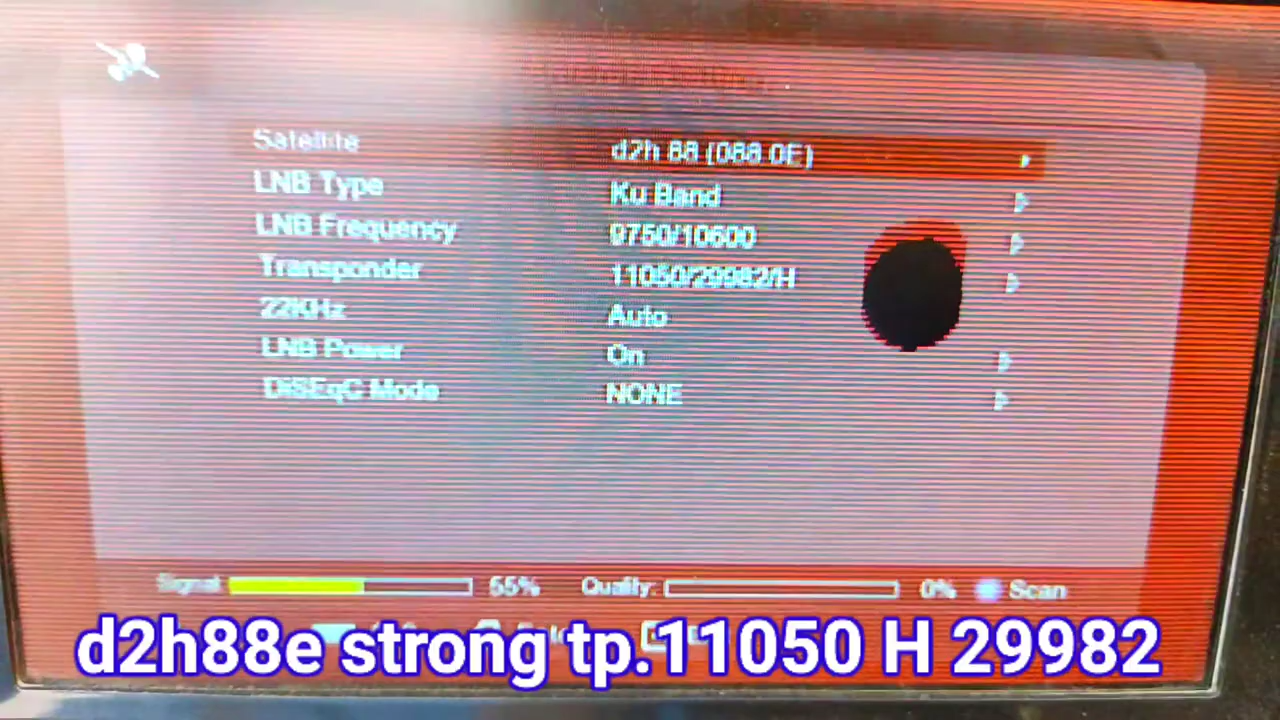 Satellite d2h 88 (088.0E)
LNB Type Ku Band
LNB Frequency 9750/10600
Transponder 11050/29982/H
22KHz Auto
LNB Power On
DiSEqC Mode NONE
Signal 55% Quality: 0% Scan
d2h88e strong tp.11050 H 29982